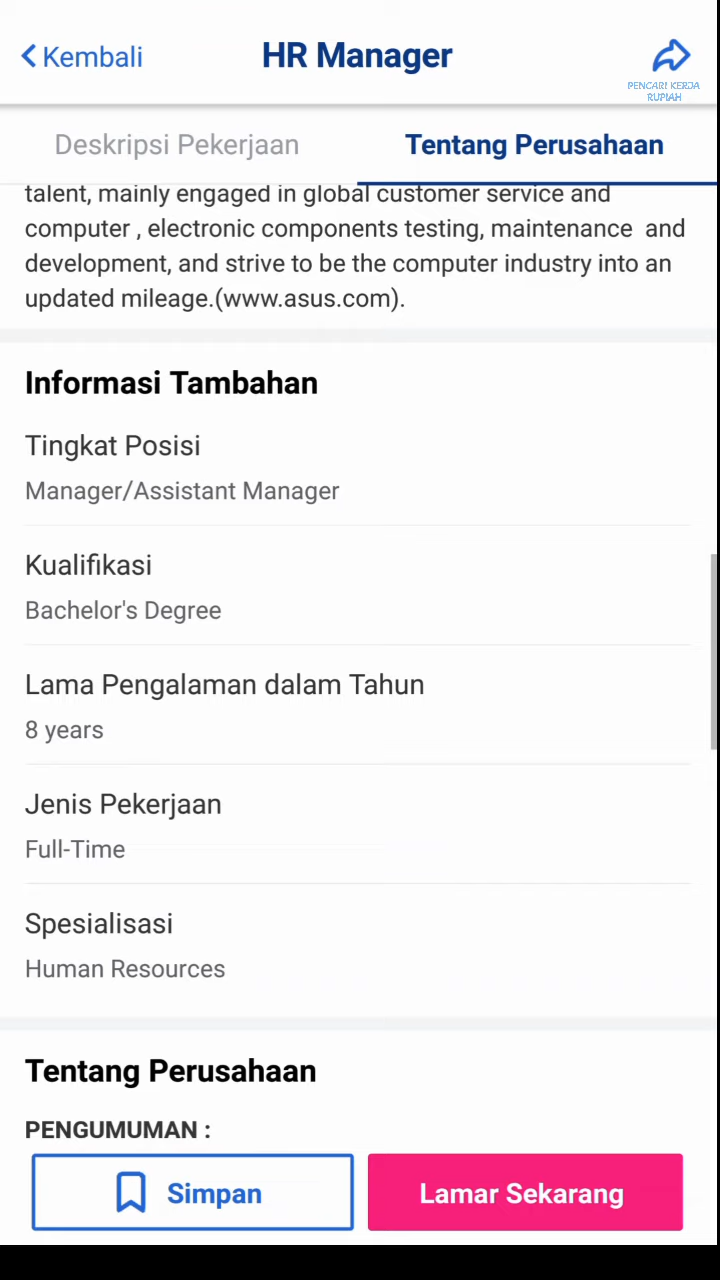 Kembali
HR Manager
PENCARI KERJA
RUPIAH
Deskripsi Pekerjaan
Tentang Perusahaan
talent, mainly engaged in global customer service and
computer , electronic components testing, maintenance and
development, and strive to be the computer industry into an
updated mileage.(www.asus.com).
Informasi Tambahan
Tingkat Posisi
Manager/Assistant Manager
Kualifikasi
Bachelor's Degree
Lama Pengalaman dalam Tahun
8 years
Jenis Pekerjaan
Full-Time
Spesialisasi
Human Resources
Tentang Perusahaan
PENGUMUMAN :
Simpan
Lamar Sekarang